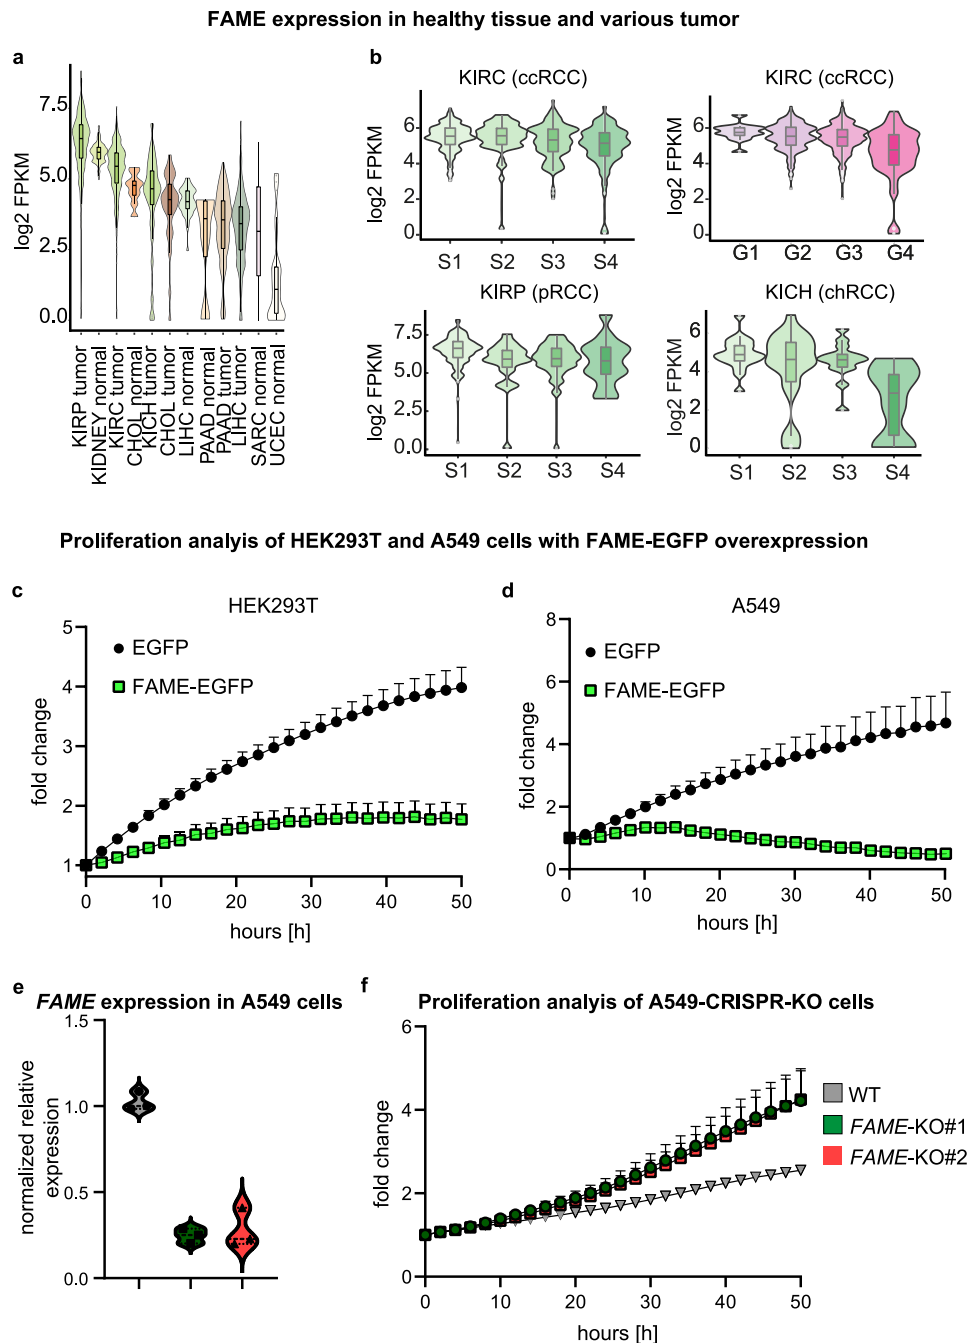 FAME expression in healthy tissue and various tumor
a
7.5
5.0
2.5
0.0
log2 FPKM
KIRP tumor
KIDNEY normal
KIRC tumor
CHOL normal
KICH tumor
CHOL tumor
LIHC normal
PAAD normal
PAAD tumor
LIHC tumor
SARC normal
UCEC normal
b
KIRC (ccRCC)
6
4
2
0
log2 FPKM
S1 S2 S3 S4
KIRC (ccRCC)
6
4
2
0
log2 FPKM
G1 G2 G3 G4
KIRP (pRCC)
7.5
5.0
2.5
0.0
log2 FPKM
S1 S2 S3 S4
KICH (chRCC)
6
4
2
0
log2 FPKM
S1 S2 S3 S4
Proliferation analyis of HEK293T and A549 cells with FAME-EGFP overexpression
c
HEK293T
EGFP
FAME-EGFP
5
4
3
2
1
fold change
0 10 20 30 40 50
hours [h]
d
A549
EGFP
FAME-EGFP
8
6
4
2
0
fold change
0 10 20 30 40 50
hours [h]
e
FAME expression in A549 cells
1.5
1.0
0.5
0.0
normalized relative
expression
f
Proliferation analyis of A549-CRISPR-KO cells
6
4
2
0
fold change
0 10 20 30 40 50
hours [h]
WT
FAME-KO#1
FAME-KO#2